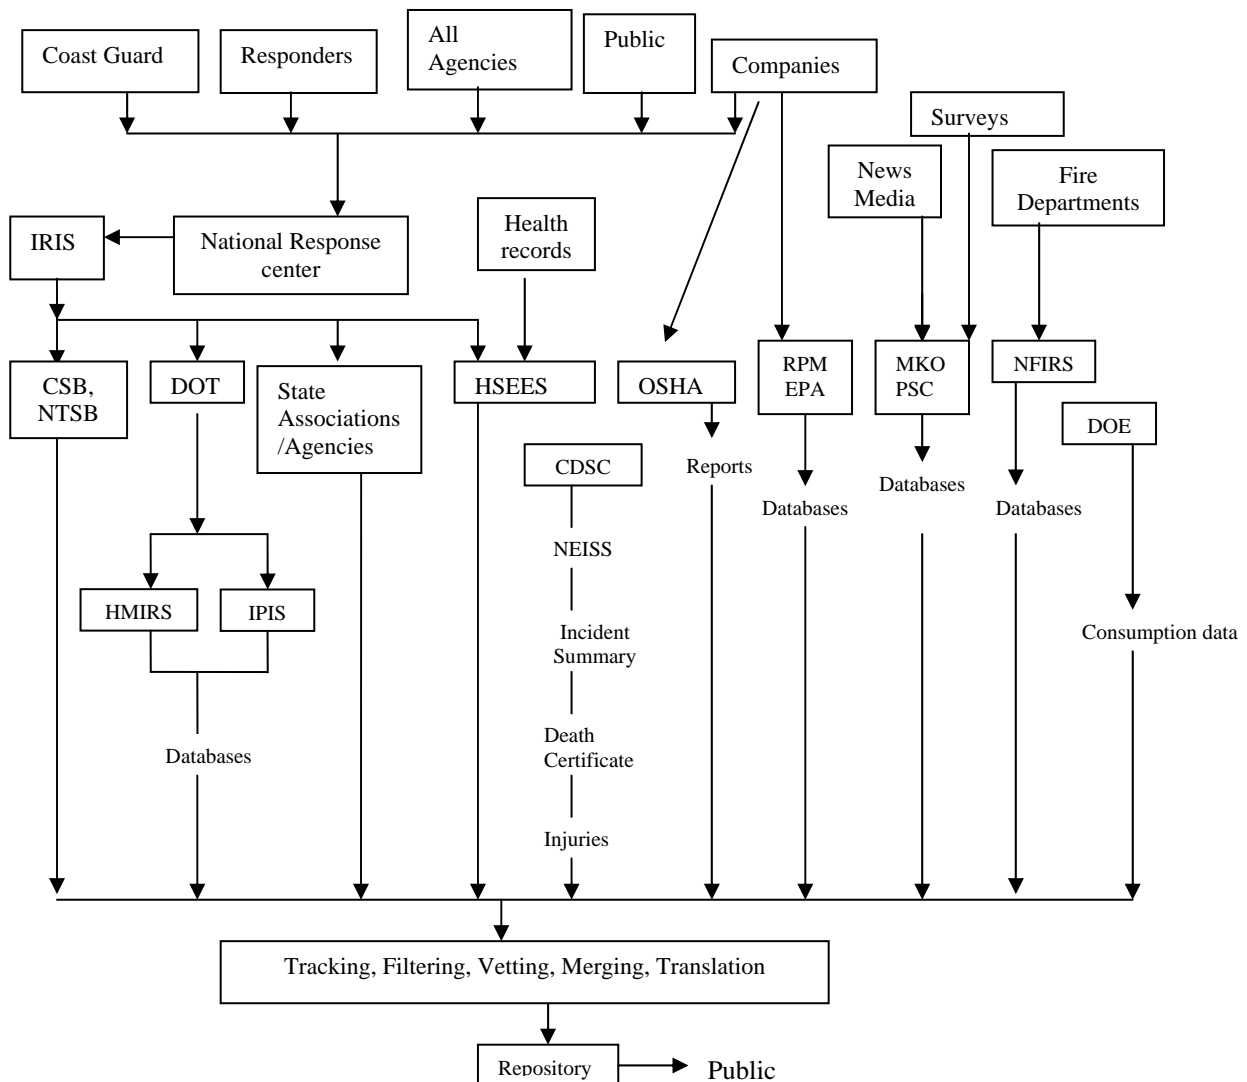 Coast Guard
Responders
All
Agencies
Public
Companies
Surveys
News
Media
Fire
Departments
IRIS
National Response
center
Health
records
CSB,
NTSB
DOT
State
Associations
/Agencies
HSEES
OSHA
RPM
EPA
MKO
PSC
NFIRS
DOE
CDSC
Reports
Databases
Databases
Databases
NEISS
HMIRS
IPIS
Incident
Summary
Consumption data
Death
Certificate
Databases
Injuries
Tracking, Filtering, Vetting, Merging, Translation
Repository
Public